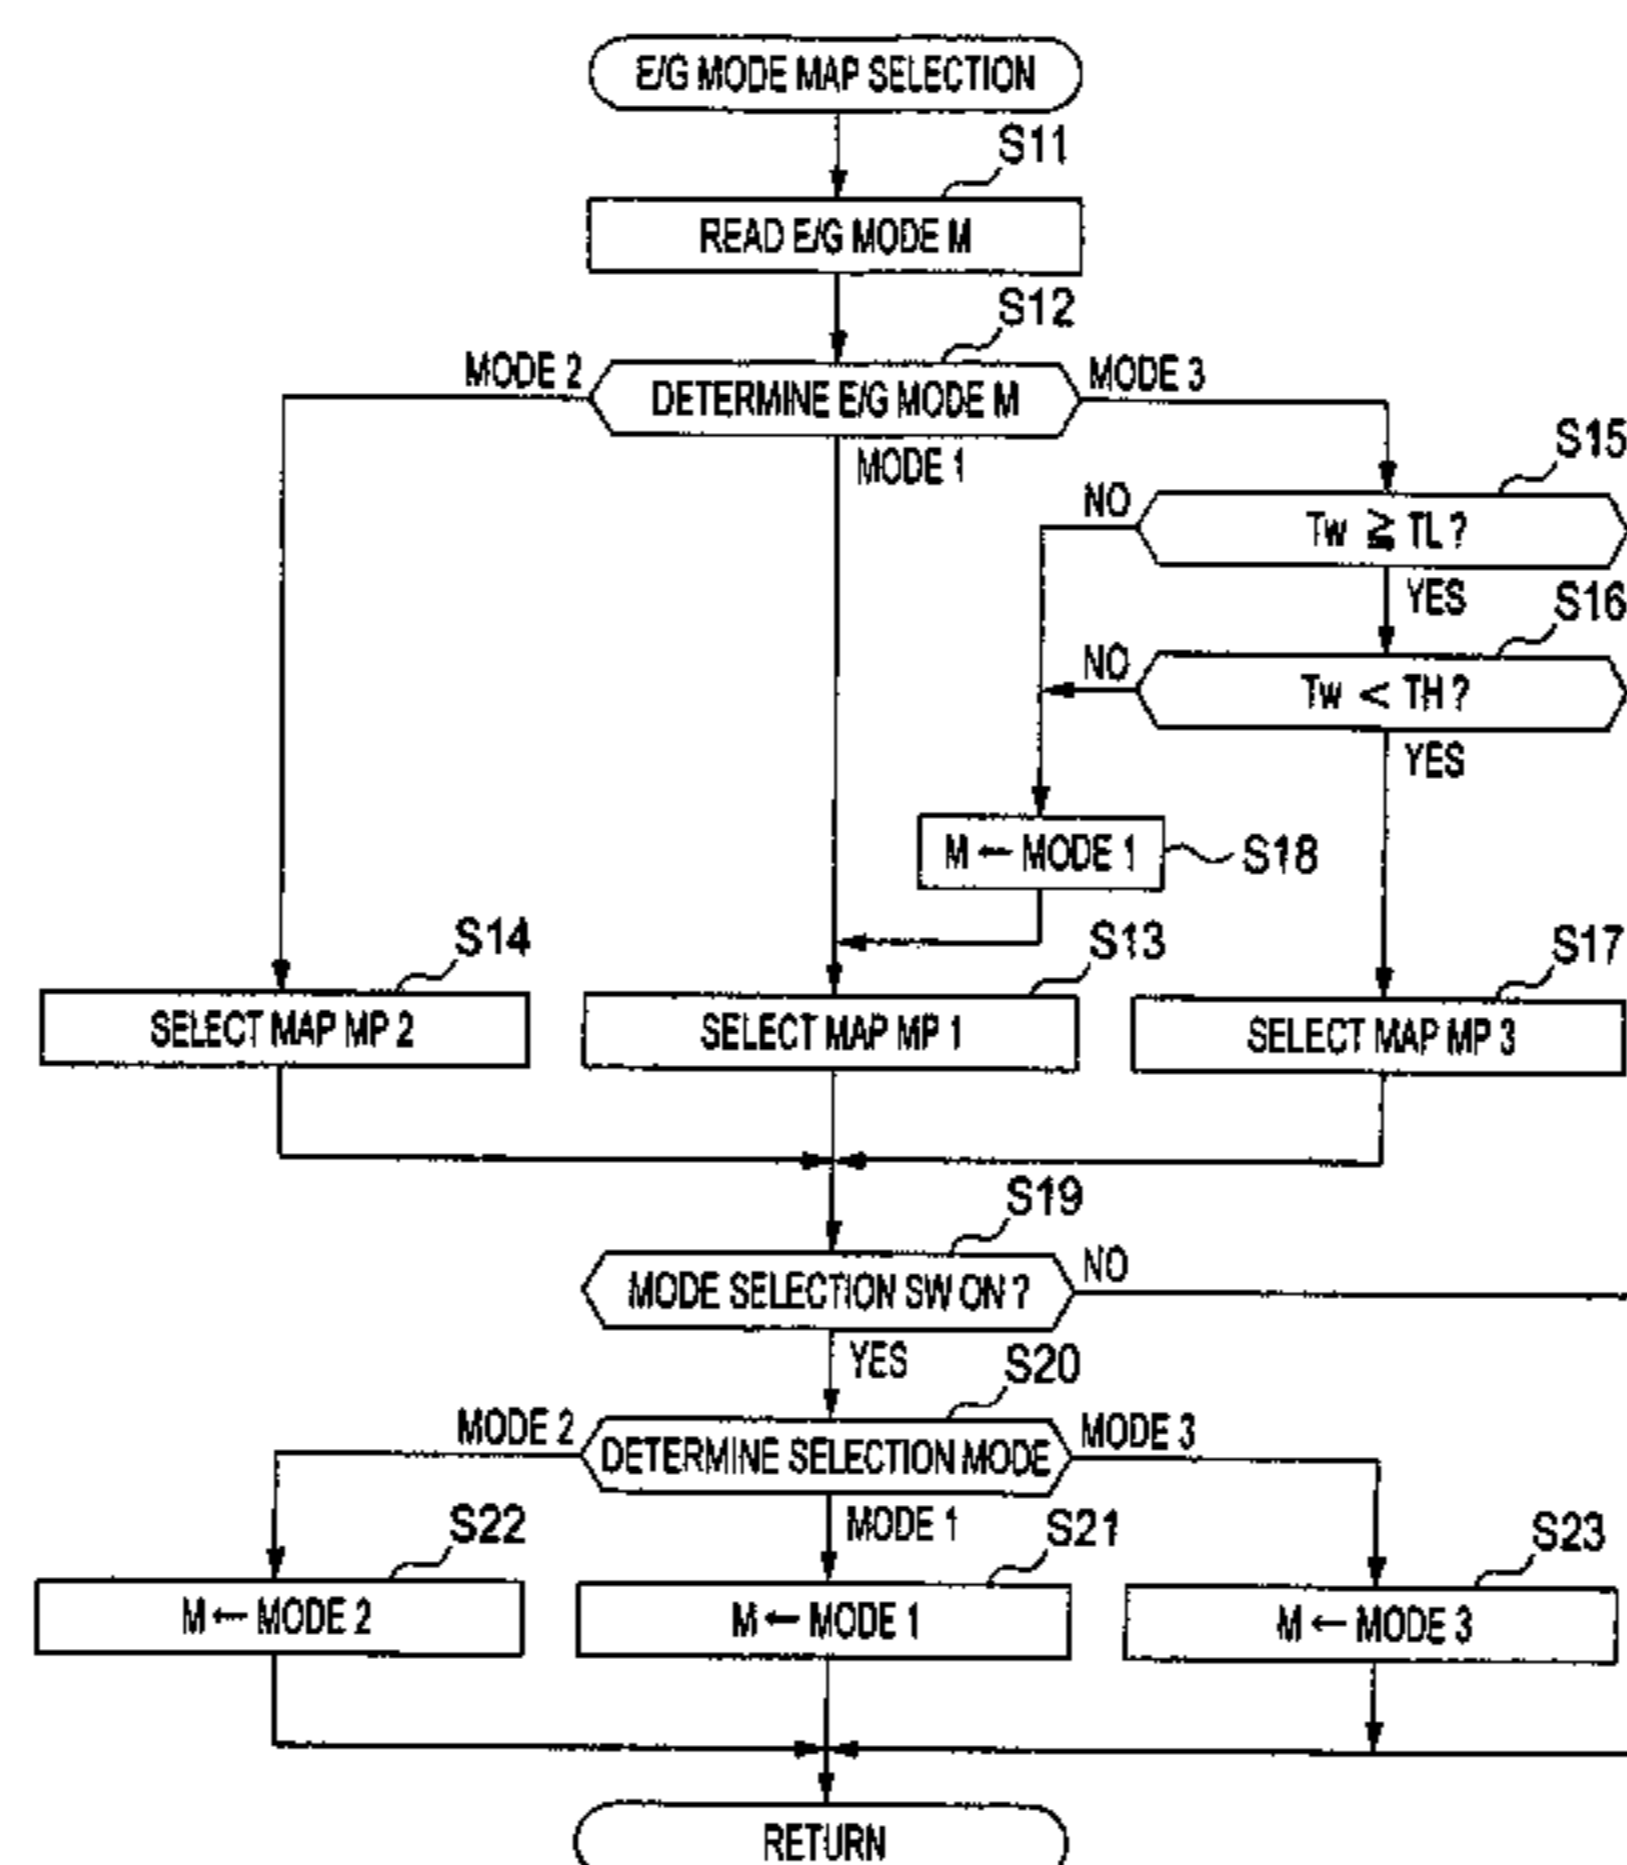 E/G MODE MAP SELECTION
S11
READ E/G MODE M
S12
MODE 2
DETERMINE E/G MODE M
MODE 3
MODE 1
S15
NO
Tw ≧ TL ?
YES
S16
NO
Tw < TH ?
YES
M ← MODE 1
S18
S14
S13
S17
SELECT MAP MP 2
SELECT MAP MP 1
SELECT MAP MP 3
S19
MODE SELECTION SW ON ?
NO
YES
S20
MODE 2
DETERMINE SELECTION MODE
MODE 3
MODE 1
S22
S21
S23
M ← MODE 2
M ← MODE 1
M ← MODE 3
RETURN